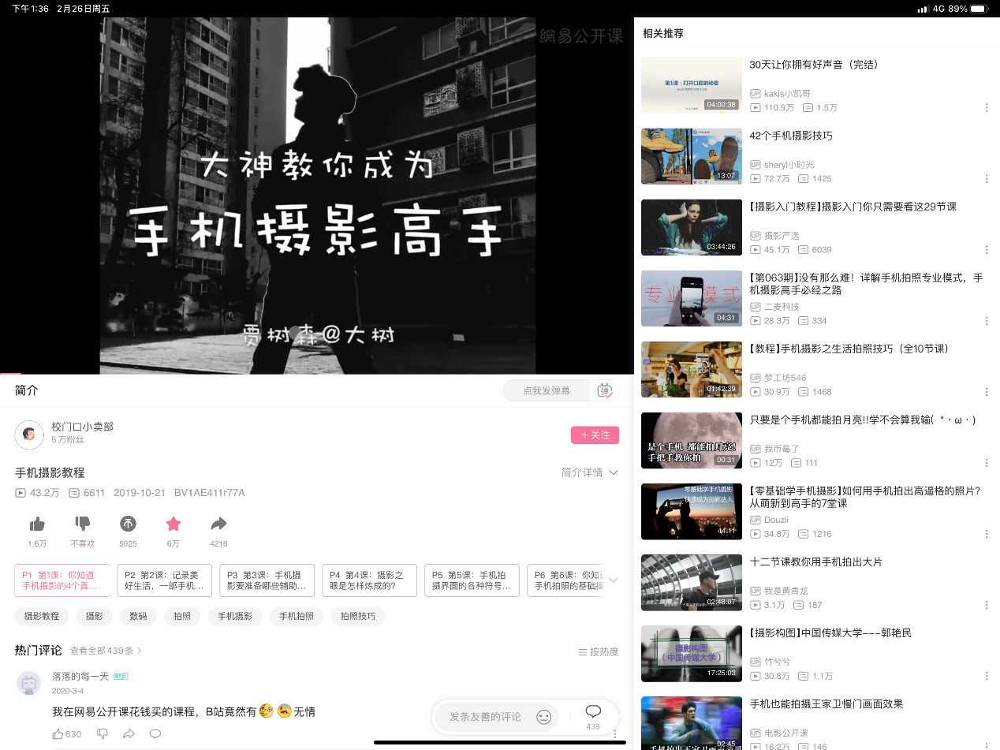 下午1:36 2月26日周五
4G 89%
網易公开课
大神教你成为
手机摄影高手
贾树森@大树
简介
点我发弹幕
弹
校门口小卖部
5万粉丝
+ 关注
手机摄影教程
简介详情
43.2万 6611 2019-10-21 BV1AE411r77A
1.6万 不喜欢 5925 6万 4216
P1 第1课：你知道
手机摄影的4个真...
P2 第2课：记录美
好生活，一部手机...
P3 第3课：手机摄
影要准备哪些辅助...
P4 第4课：摄影之
眼是怎样炼成的?
P5 第5课：手机拍
摄界面的各种符号...
P6 第6课：你知
手机拍照的基础
摄影教程 摄影 数码 拍照 手机摄影 手机拍照 拍照技巧
热门评论 查看全部439条
按热度
落落的每一天 LV3
2020-3-4
我在网易公开课花钱买的课程，B站竟然有🧐 🤕无情
630
发条友善的评论
439
相关推荐
第1课：打开口腔的秘密
04:00:38
30天让你拥有好声音（完结）
UP kakis小凯哥
110.9万 1.5万
13:07
42个手机摄影技巧
UP sheryl小时光
72.7万 1425
03:44:26
【摄影入门教程】摄影入门你只需要看这29节课
UP 摄影严选
45.1万 6039
专业模式
04:31
【第063期】没有那么难！详解手机拍照专业模式，手
机摄影高手必经之路
UP 二麦科技
28.3万 334
01:42:39
【教程】手机摄影之生活拍照技巧（全10节课）
UP 梦工坊546
30.9万 1468
是个手机 都能拍月亮!
手把手教你拍
00:31
只要是个手机都能拍月亮!!学不会算我输( *・ω・)
UP 我币莓了
12万 111
零基础学手机摄影
快速成为摄影达人
44:11
【零基础学手机摄影】如何用手机拍出高逼格的照片?
从萌新到高手的7堂课
UP Douzii
34.8万 1216
02:48:07
十二节课教你用手机拍出大片
UP 我是黄青龙
3.1万 187
摄影构图
（中国传媒大学）
17:25:03
【摄影构图】中国传媒大学---郭艳民
UP 竹兮兮
30.8万 1.1万
手机拍出王家卫慢门
02:45
手机也能拍摄王家卫慢门画面效果
UP 电影公开课
16.2万 146